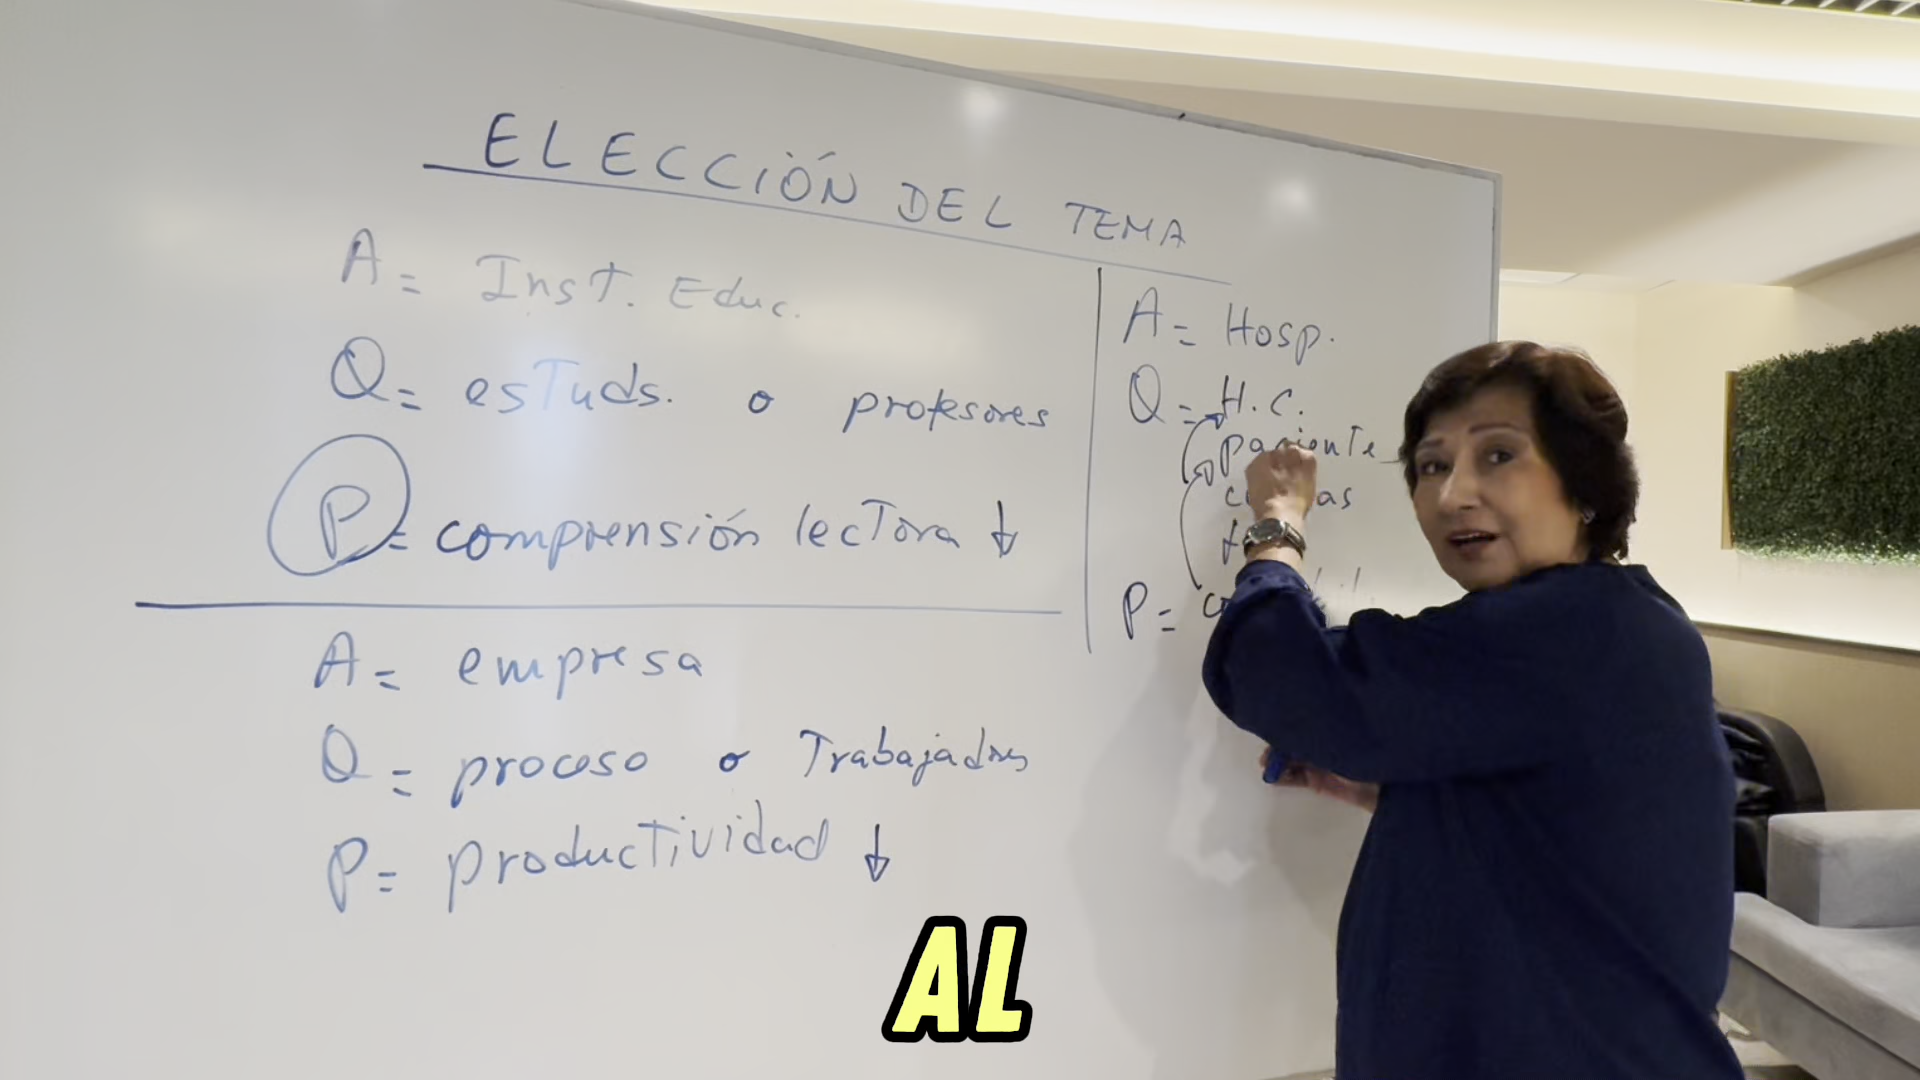 ELECCIÓN DEL TEMA
A = Inst. Educ.
Q = estuds. o profesores
P = comprensión lectora ↓
A = empresa
Q = proceso o Trabajadores
P = productividad ↓
A = Hosp.
Q = H.C.
paciente
P =
AL